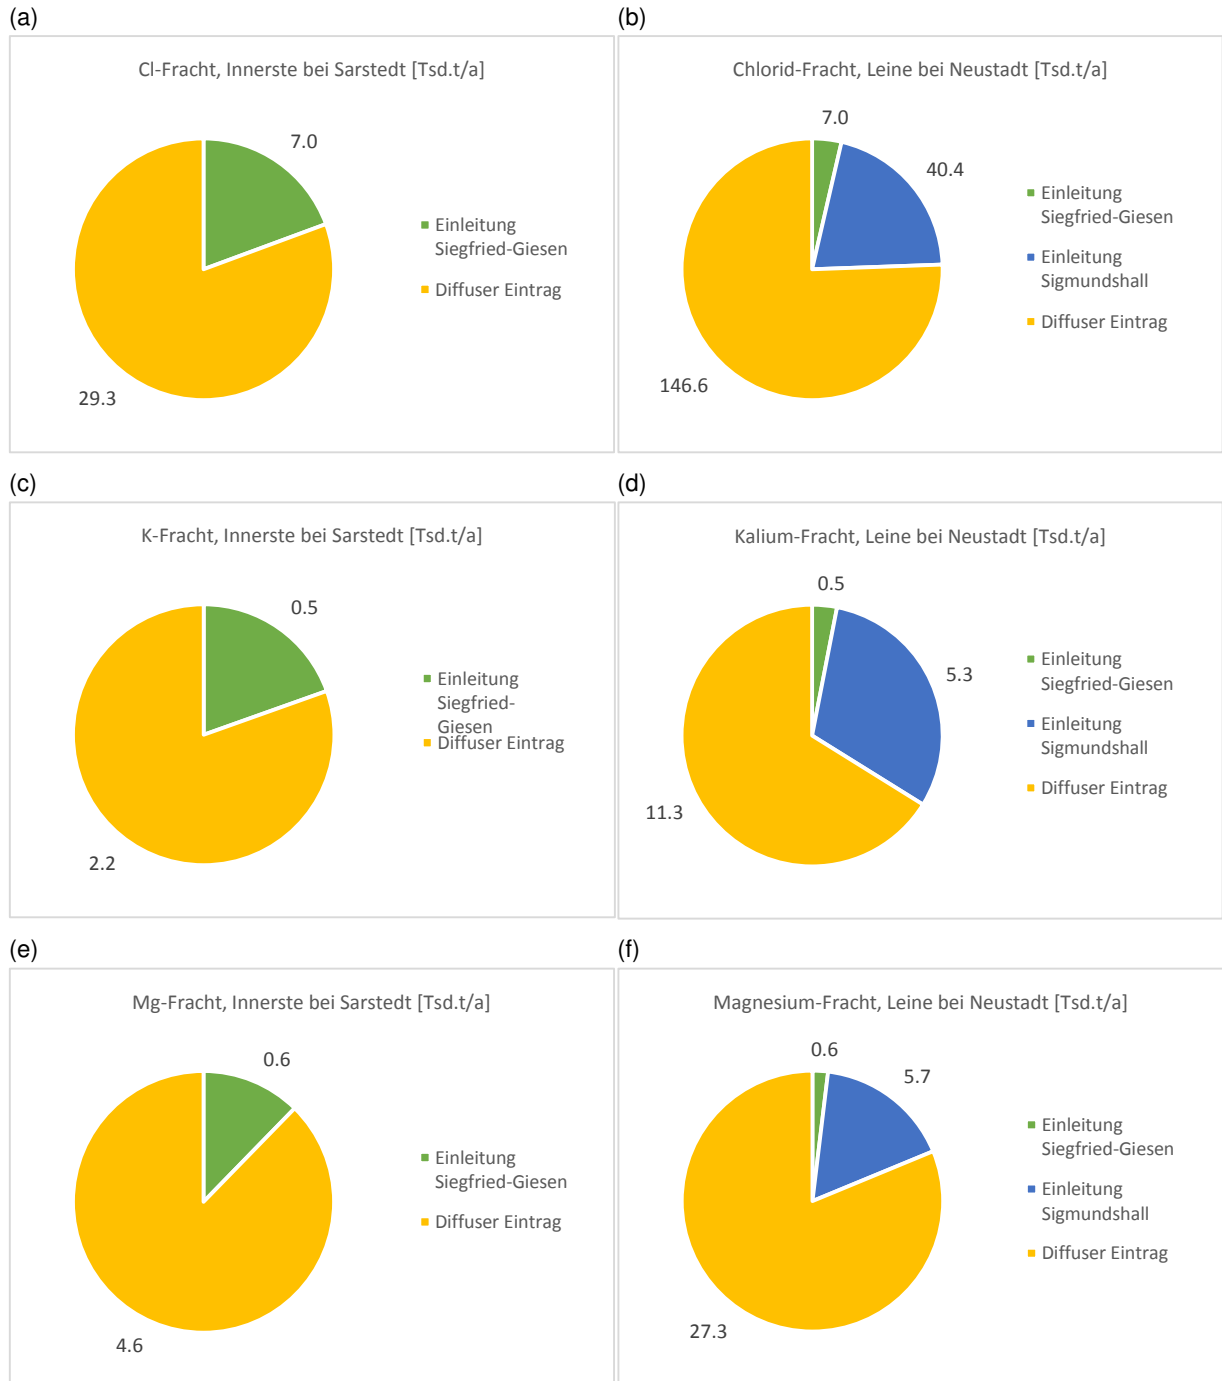 (a)
Cl-Fracht, Innerste bei Sarstedt [Tsd.t/a]
7.0
29.3
Einleitung
Siegfried-Giesen
Diffuser Eintrag
(b)
Chlorid-Fracht, Leine bei Neustadt [Tsd.t/a]
7.0
40.4
146.6
Einleitung
Siegfried-Giesen
Einleitung
Sigmundshall
Diffuser Eintrag
(c)
K-Fracht, Innerste bei Sarstedt [Tsd.t/a]
0.5
2.2
Einleitung
Siegfried-
Giesen
Diffuser Eintrag
(d)
Kalium-Fracht, Leine bei Neustadt [Tsd.t/a]
0.5
5.3
11.3
Einleitung
Siegfried-Giesen
Einleitung
Sigmundshall
Diffuser Eintrag
(e)
Mg-Fracht, Innerste bei Sarstedt [Tsd.t/a]
0.6
4.6
Einleitung
Siegfried-Giesen
Diffuser Eintrag
(f)
Magnesium-Fracht, Leine bei Neustadt [Tsd.t/a]
0.6
5.7
27.3
Einleitung
Siegfried-Giesen
Einleitung
Sigmundshall
Diffuser Eintrag